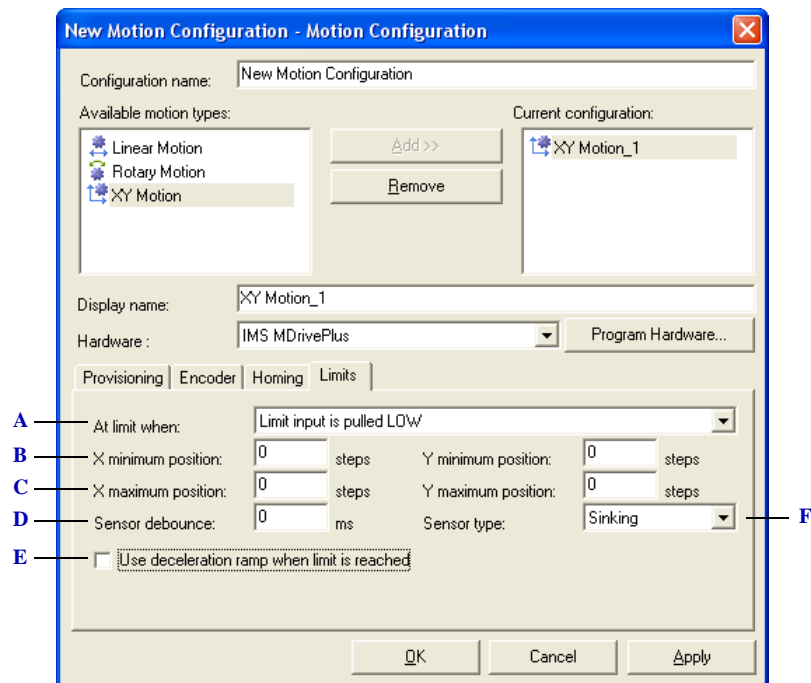 New Motion Configuration - Motion Configuration
Configuration name: New Motion Configuration
Available motion types: Current configuration:
Linear Motion
Rotary Motion
XY Motion
Add >>
Remove
XY Motion_1
Display name: XY Motion_1
Hardware : IMS MDrivePlus Program Hardware...
Provisioning Encoder Homing Limits
A At limit when: Limit input is pulled LOW
B X minimum position: 0 steps Y minimum position: 0 steps
C X maximum position: 0 steps Y maximum position: 0 steps
D Sensor debounce: 0 ms Sensor type: Sinking F
E Use deceleration ramp when limit is reached
OK Cancel Apply